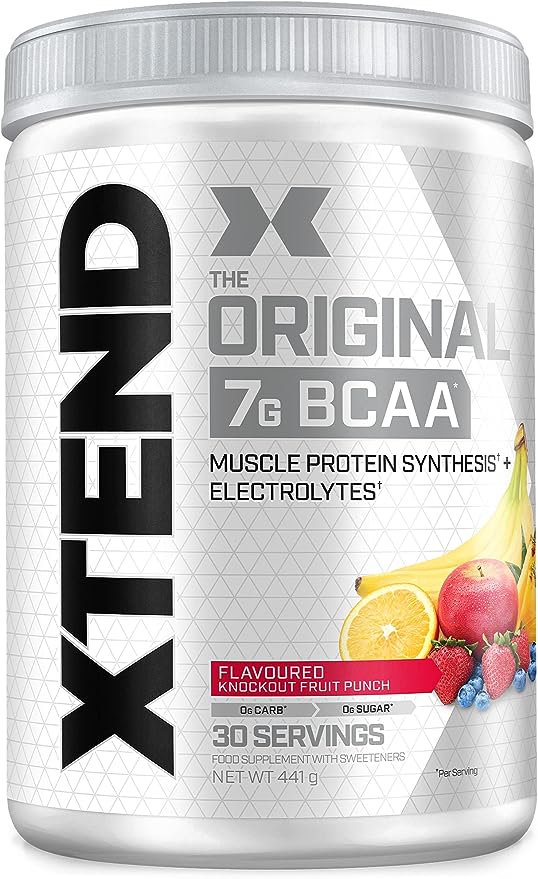 XTEND
THE
ORIGINAL
7G BCAA*
MUSCLE PROTEIN SYNTHESIS† +
ELECTROLYTES†
FLAVOURED
KNOCKOUT FRUIT PUNCH
0G CARB* 0G SUGAR*
30 SERVINGS
FOOD SUPPLEMENT WITH SWEETENERS
NET WT 441 g
*Per Serving